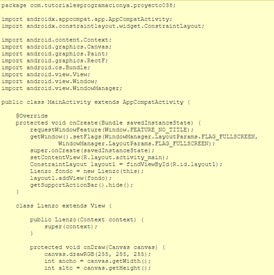 package com.tutorialesprogramacionya.proyecto038;
import androidx.appcompat.app.AppCompatActivity;
import androidx.constraintlayout.widget.ConstraintLayout;
import android.content.Context;
import android.graphics.Canvas;
import android.graphics.Paint;
import android.graphics.RectF;
import android.os.Bundle;
import android.view.View;
import android.view.Window;
import android.view.WindowManager;
public class MainActivity extends AppCompatActivity {
@Override
protected void onCreate(Bundle savedInstanceState) {
requestWindowFeature(Window.FEATURE_NO_TITLE);
getWindow().setFlags(WindowManager.LayoutParams.FLAG_FULLSCREEN,
WindowManager.LayoutParams.FLAG_FULLSCREEN);
super.onCreate(savedInstanceState);
setContentView(R.layout.activity_main);
ConstraintLayout layout1 = findViewById(R.id.layout1);
Lienzo fondo = new Lienzo(this);
layout1.addView(fondo);
getSupportActionBar().hide();
}
class Lienzo extends View {
public Lienzo(Context context) {
super(context);
}
protected void onDraw(Canvas canvas) {
canvas.drawRGB(255, 255, 255);
int ancho = canvas.getWidth();
int alto = canvas.getHeight();